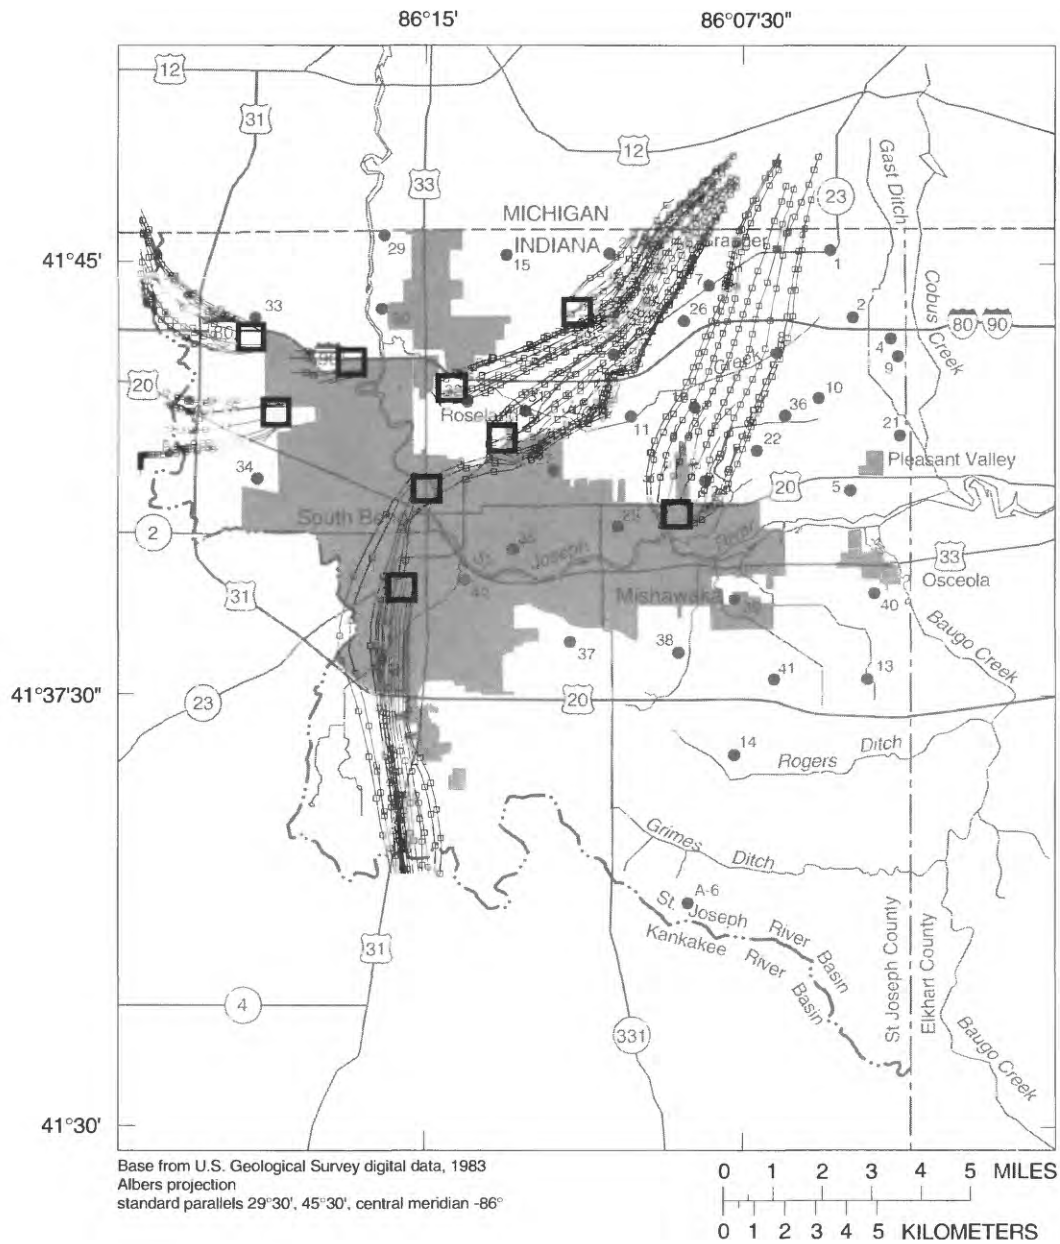 86°15'
86°07'30"
12
31
33
12
23
Gast Ditch
MICHIGAN
INDIANA
29
15
1
41°45'
33
7
26
2
80
90
Cobus Creek
4
9
20
10
Creek
36
Roseland
11
21
22
Pleasant Valley
34
20
5
South Bend
2
Joseph
River
33
Osceola
31
Mishawaka
40
Baugo Creek
37
38
41
13
41°37'30"
23
20
14
Rogers
Ditch
Grimes
Ditch
A-6
St. Joseph River Basin
Kankakee River Basin
St Joseph County
Elkhart County
31
4
331
Baugo Creek
41°30'
Base from U.S. Geological Survey digital data, 1983
Albers projection
standard parallels 29°30', 45°30', central meridian -86°
0 1 2 3 4 5 MILES
0 1 2 3 4 5 KILOMETERS